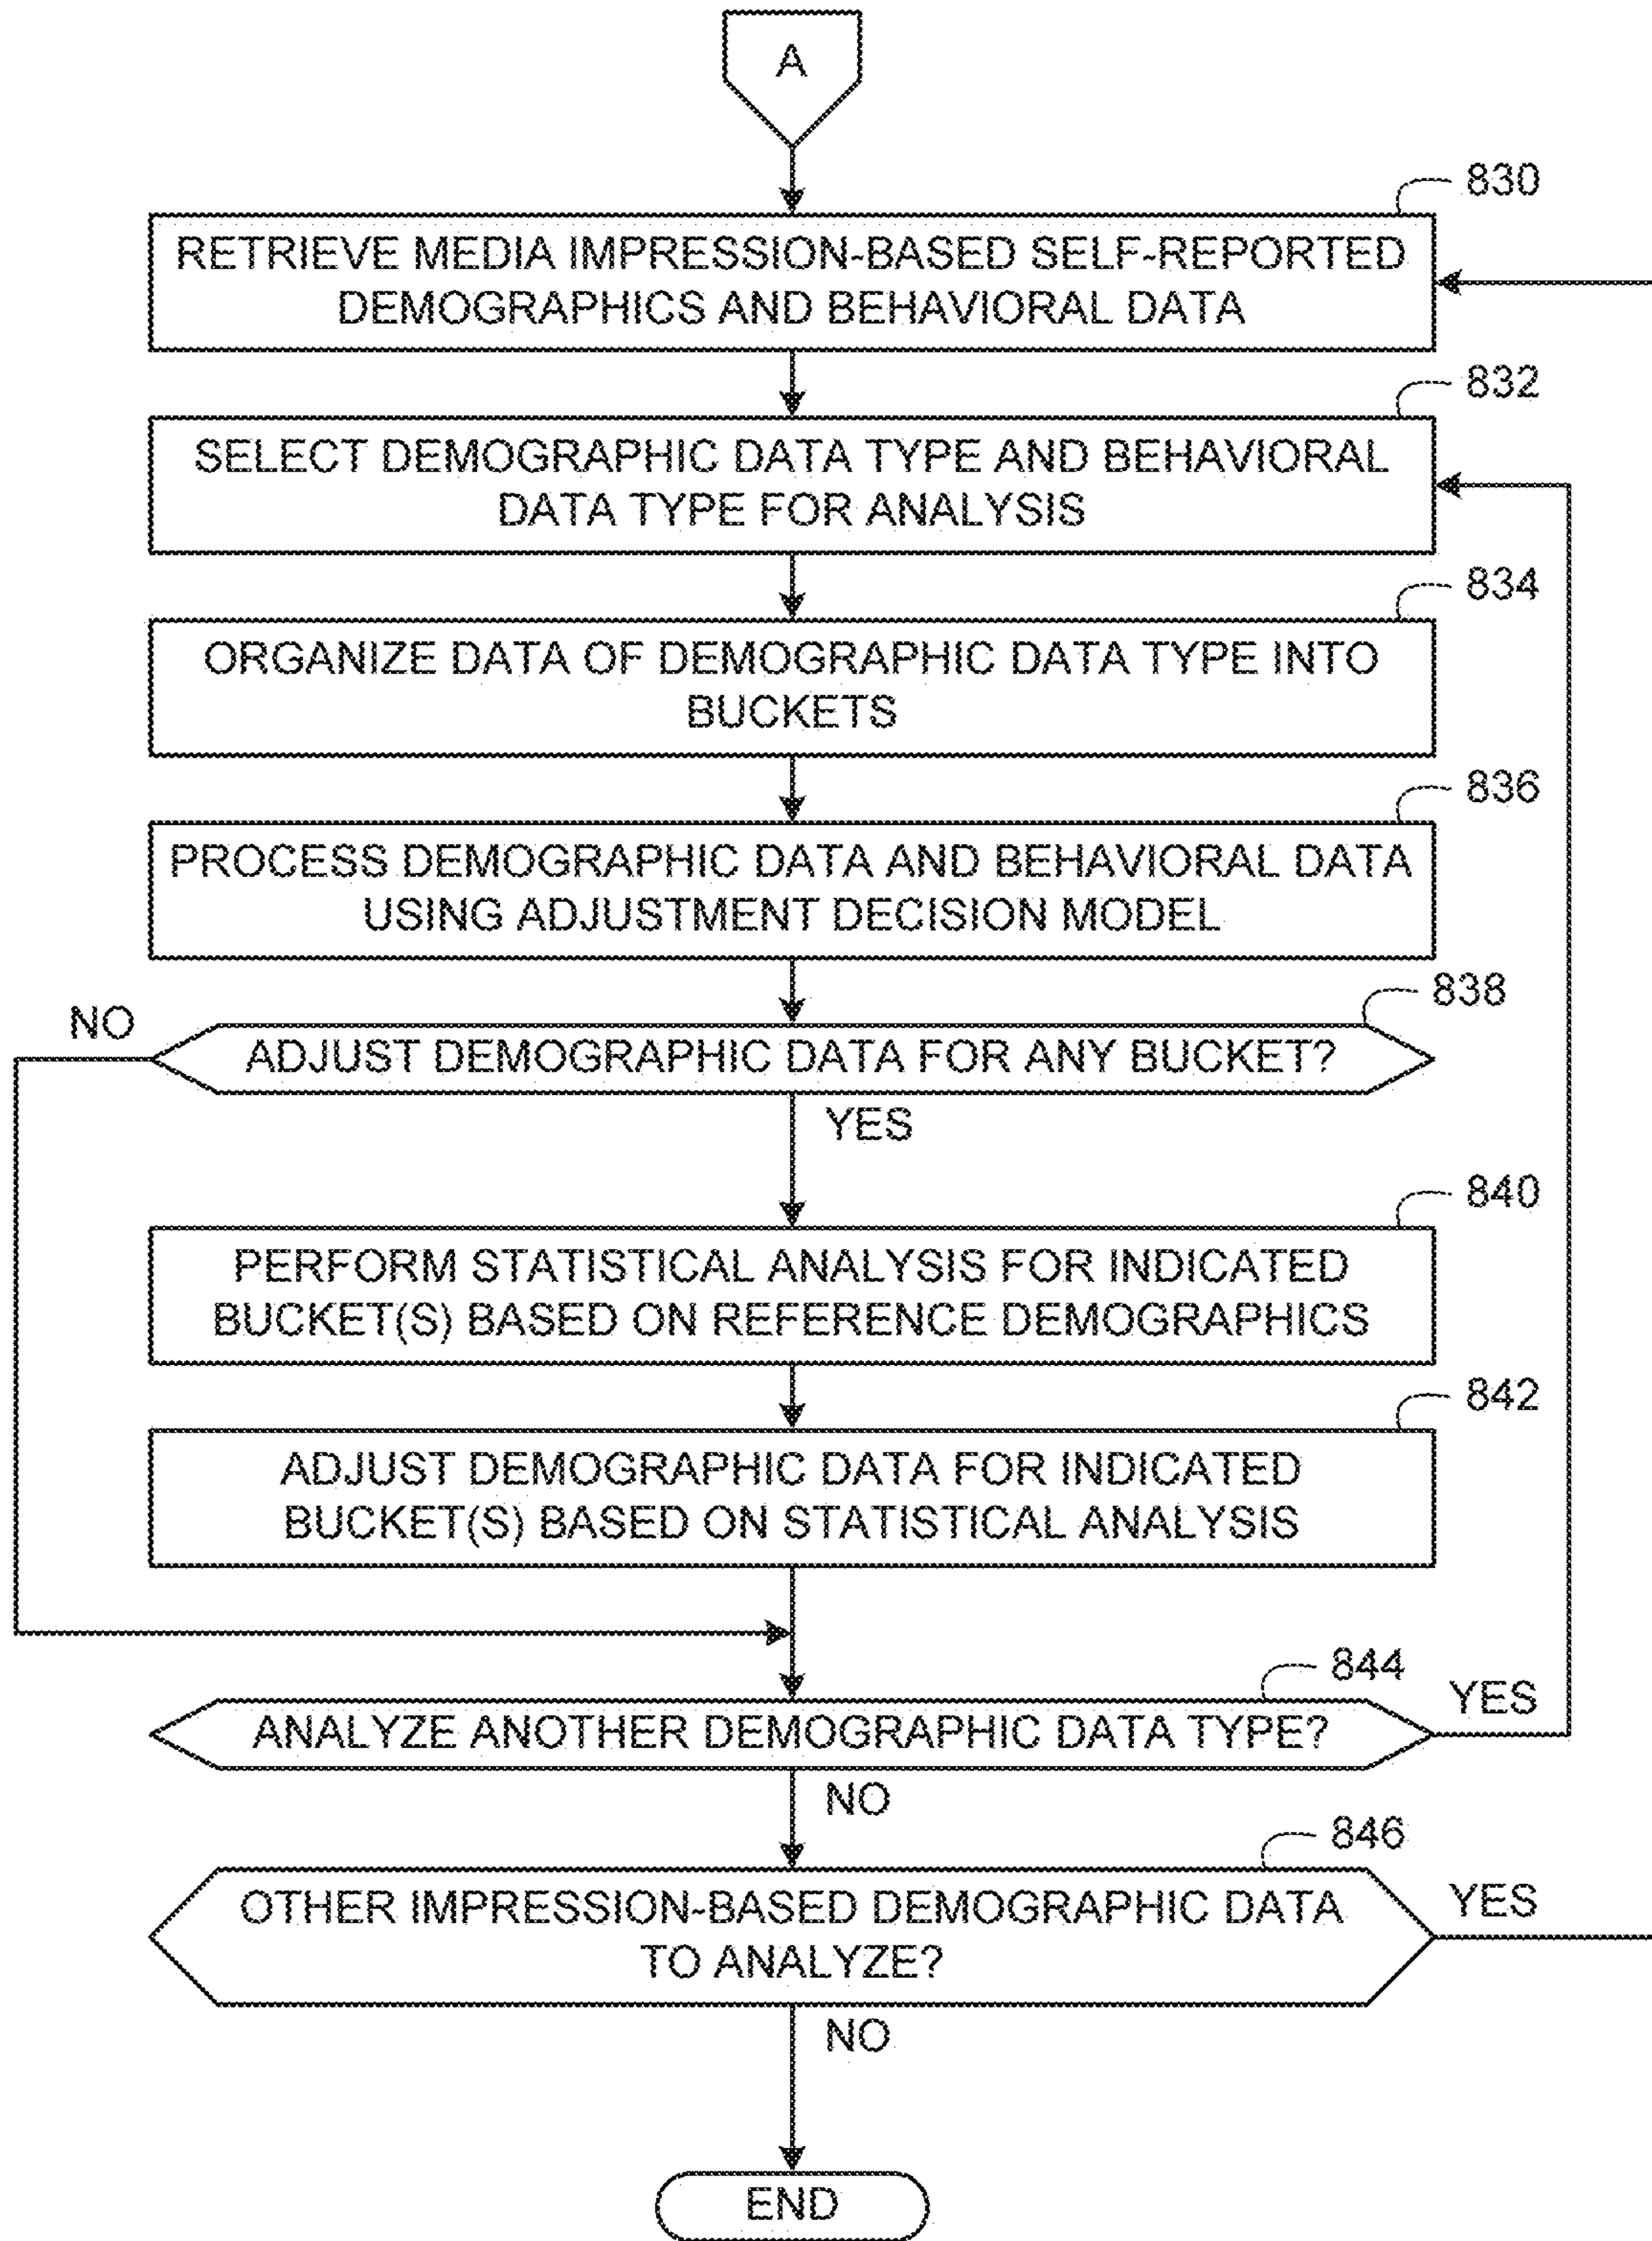 A
830
RETRIEVE MEDIA IMPRESSION-BASED SELF-REPORTED
DEMOGRAPHICS AND BEHAVIORAL DATA
832
SELECT DEMOGRAPHIC DATA TYPE AND BEHAVIORAL
DATA TYPE FOR ANALYSIS
834
ORGANIZE DATA OF DEMOGRAPHIC DATA TYPE INTO
BUCKETS
836
PROCESS DEMOGRAPHIC DATA AND BEHAVIORAL DATA
USING ADJUSTMENT DECISION MODEL
838
NO
ADJUST DEMOGRAPHIC DATA FOR ANY BUCKET?
YES
840
PERFORM STATISTICAL ANALYSIS FOR INDICATED
BUCKET(S) BASED ON REFERENCE DEMOGRAPHICS
842
ADJUST DEMOGRAPHIC DATA FOR INDICATED
BUCKET(S) BASED ON STATISTICAL ANALYSIS
844
YES
ANALYZE ANOTHER DEMOGRAPHIC DATA TYPE?
NO
846
YES
OTHER IMPRESSION-BASED DEMOGRAPHIC DATA
TO ANALYZE?
NO
END